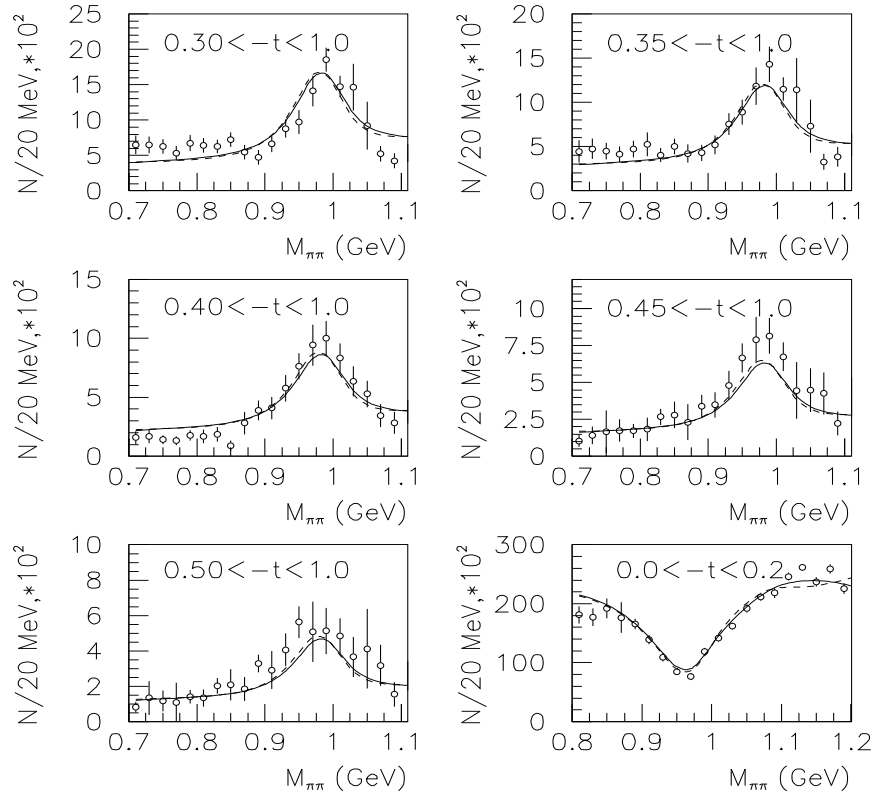 N/20 MeV,*10²
25
20
15
10
5
0
0.30<−t<1.0
0.7 0.8 0.9 1 1.1
Mππ (GeV)
N/20 MeV,*10²
20
15
10
5
0
0.35<−t<1.0
0.7 0.8 0.9 1 1.1
Mππ (GeV)
N/20 MeV,*10²
15
10
5
0
0.40<−t<1.0
0.7 0.8 0.9 1 1.1
Mππ (GeV)
N/20 MeV,*10²
10
7.5
5
2.5
0
0.45<−t<1.0
0.7 0.8 0.9 1 1.1
Mππ (GeV)
N/20 MeV,*10²
10
8
6
4
2
0
0.50<−t<1.0
0.7 0.8 0.9 1 1.1
Mππ (GeV)
N/20 MeV,*10²
300
200
100
0
0.0<−t<0.2
0.8 0.9 1 1.1 1.2
Mππ (GeV)